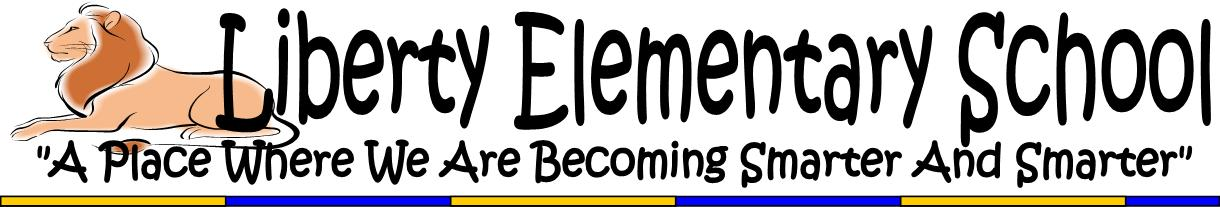 Liberty Elementary School
"A Place Where We Are Becoming Smarter And Smarter"